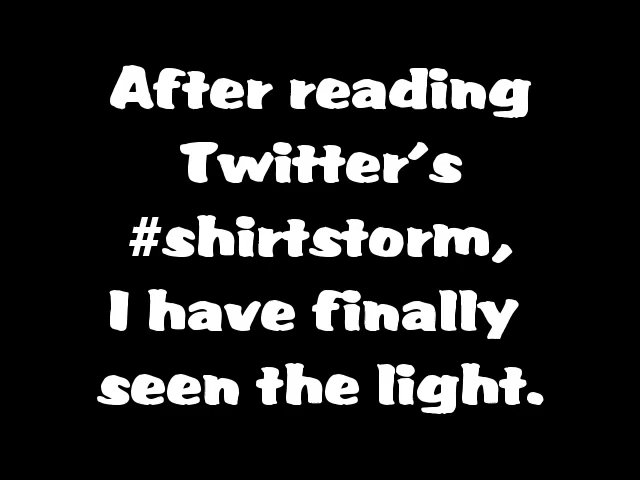 After reading
Twitter's
#shirtstorm,
I have finally
seen the light.